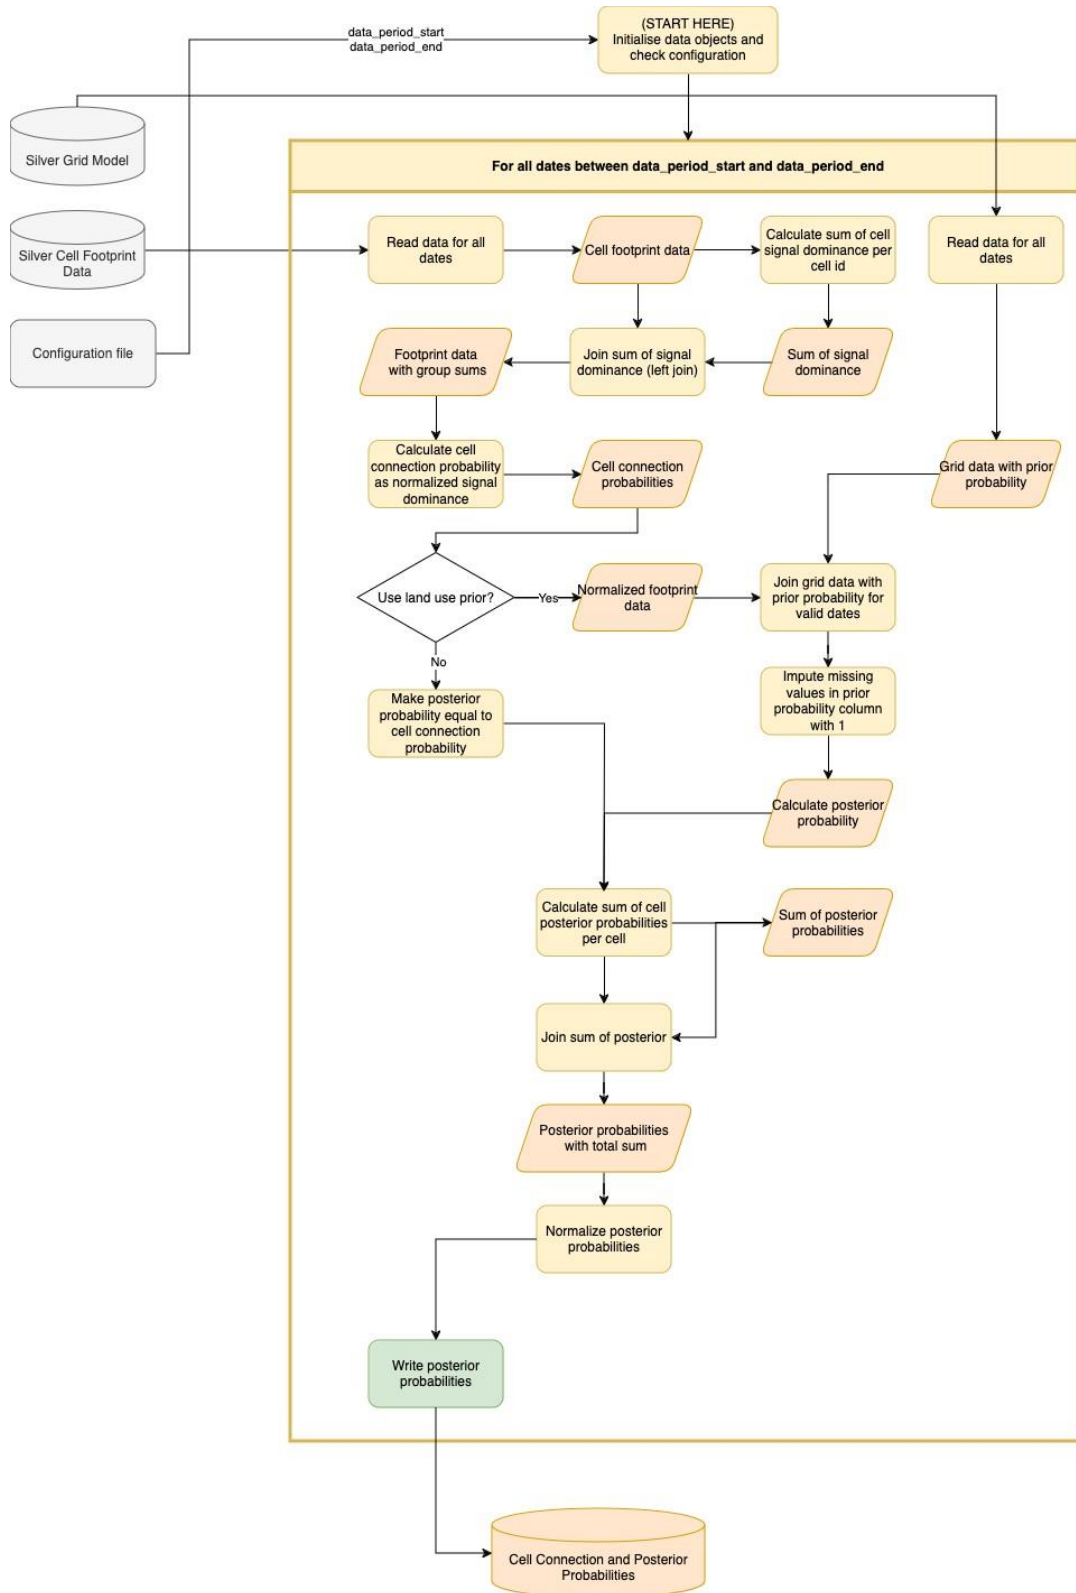 data_period_start
data_period_end
(START HERE)
Initialise data objects and
check configuration
Silver Grid Model
For all dates between data_period_start and data_period_end
Silver Cell Footprint
Data
Read data for all
dates
Cell footprint data
Calculate sum of cell
signal dominance per
cell id
Read data for all
dates
Configuration file
Footprint data
with group sums
Join sum of signal
dominance (left join)
Sum of signal
dominance
Calculate cell
connection probability
as normalized signal
dominance
Cell connection
probabilities
Grid data with prior
probability
Use land use prior?
Yes
Normalized footprint
data
Join grid data with
prior probability for
valid dates
No
Make posterior
probability equal to
cell connection
probability
Impute missing
values in prior
probability column
with 1
Calculate posterior
probability
Calculate sum of cell
posterior probabilities
per cell
Sum of posterior
probabilities
Join sum of posterior
Posterior probabilities
with total sum
Normalize posterior
probabilities
Write posterior
probabilities
Cell Connection and Posterior
Probabilities